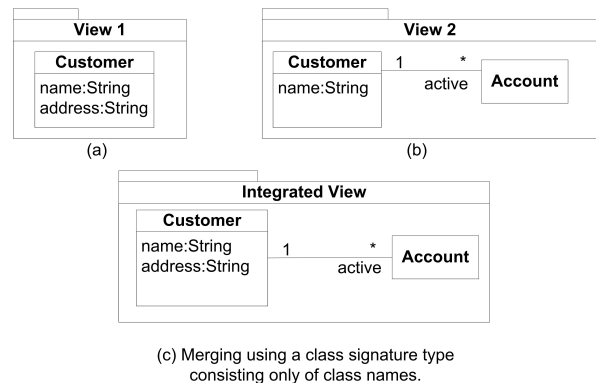 View 1
Customer
name:String
address:String
(a)
View 2
Customer
name:String
1 *
active
Account
(b)
Integrated View
Customer
name:String
address:String
1 *
active
Account
(c) Merging using a class signature type
consisting only of class names.